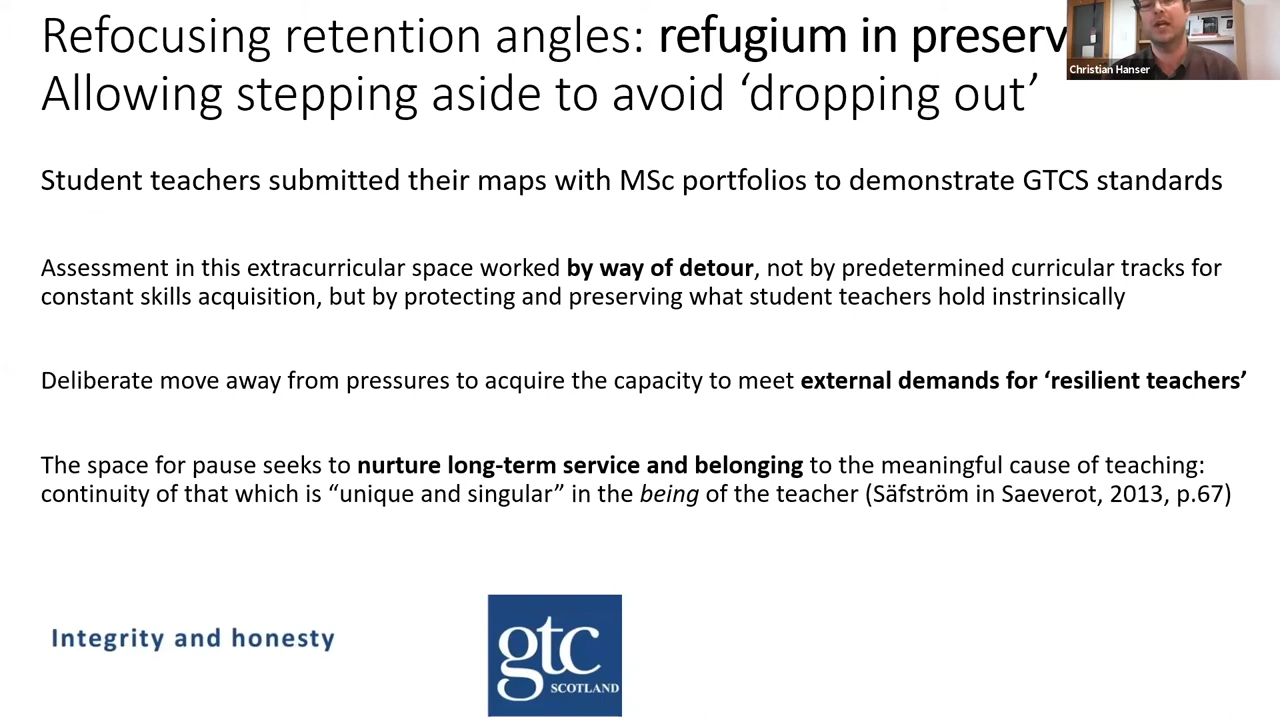 Refocusing retention angles: refugium in preserv
Allowing stepping aside to avoid ‘dropping out’
Christian Hanser
Student teachers submitted their maps with MSc portfolios to demonstrate GTCS standards
Assessment in this extracurricular space worked by way of detour, not by predetermined curricular tracks for
constant skills acquisition, but by protecting and preserving what student teachers hold instrinsically
Deliberate move away from pressures to acquire the capacity to meet external demands for ‘resilient teachers’
The space for pause seeks to nurture long-term service and belonging to the meaningful cause of teaching:
continuity of that which is “unique and singular” in the being of the teacher (Säfström in Saeverot, 2013, p.67)
Integrity and honesty
gtc
SCOTLAND